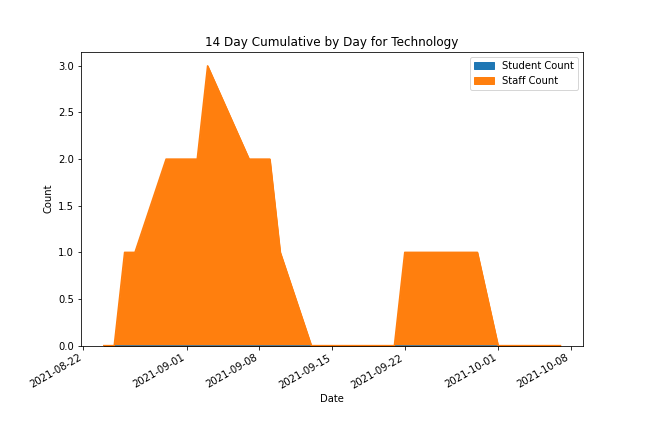 14 Day Cumulative by Day for Technology
Student Count
Staff Count
3.0
2.5
2.0
1.5
1.0
0.5
0.0
Count
2021-08-22
2021-09-01
2021-09-08
2021-09-15
2021-09-22
2021-10-01
2021-10-08
Date